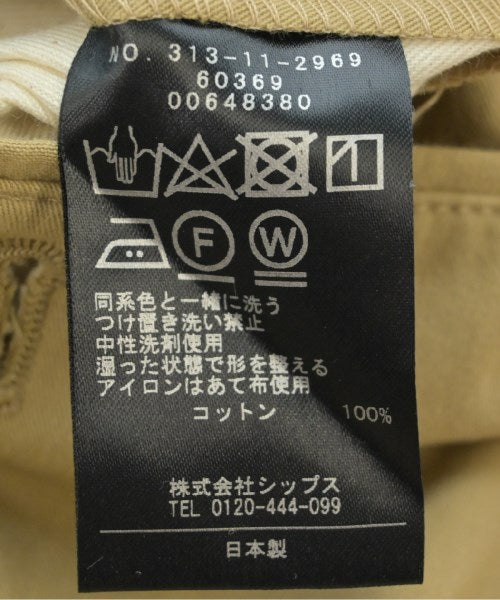 NO. 313-11-2969
60369
00648380
F W
同系色と一緒に洗う
つけ置き洗い禁止
中性洗剤使用
湿った状態で形を整える
アイロンはあて布使用
コットン 100%
株式会社シップス
TEL 0120-444-099
日本製